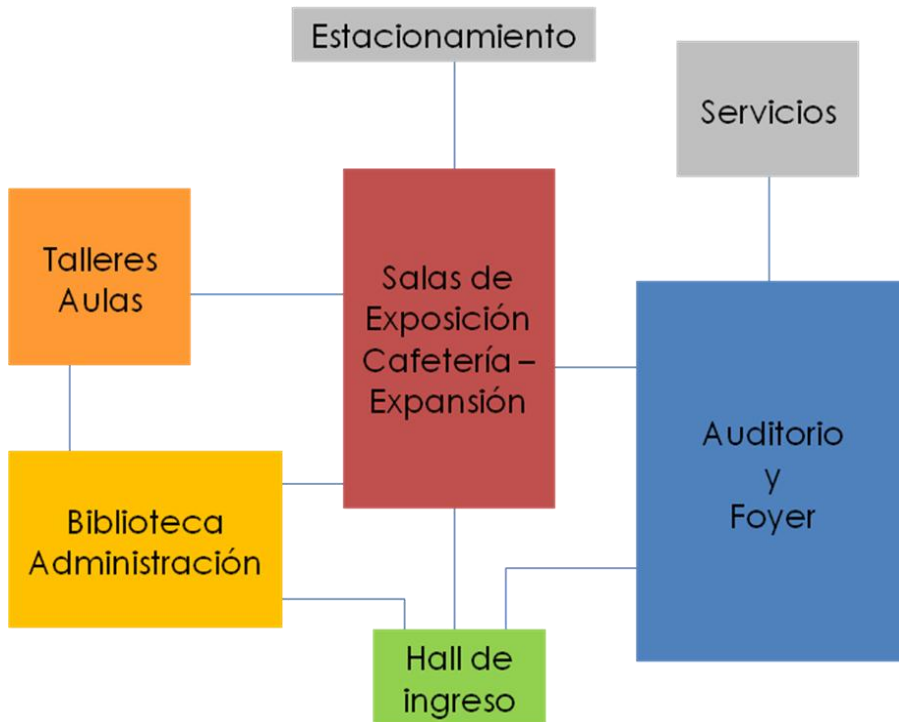 Estacionamiento
Servicios
Talleres
Aulas
Salas de
Exposición
Cafetería –
Expansión
Auditorio
y
Foyer
Biblioteca
Administración
Hall de
ingreso